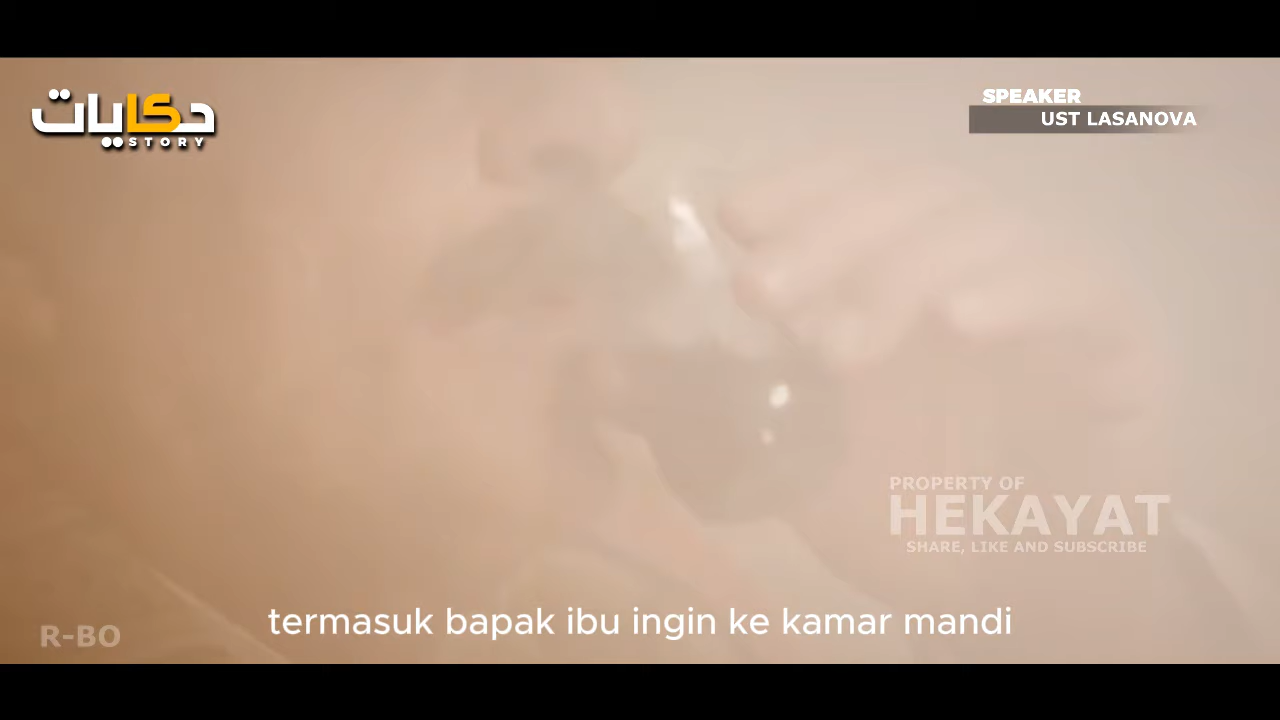 حكايات
STORY
SPEAKER
UST LASANOVA
PROPERTY OF
HEKAYAT
SHARE, LIKE AND SUBSCRIBE
termasuk bapak ibu ingin ke kamar mandi
R-BO